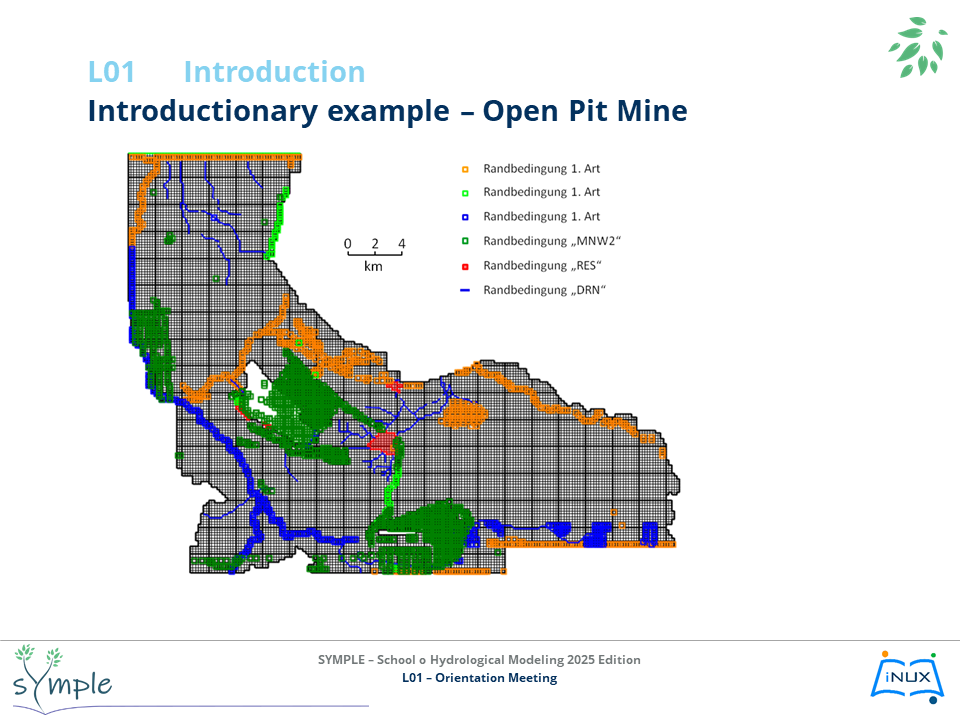 L01 Introduction
Introductionary example – Open Pit Mine
Randbedingung 1. Art
Randbedingung 1. Art
Randbedingung 1. Art
Randbedingung „MNW2“
Randbedingung „RES“
Randbedingung „DRN“
0 2 4
km
SYMPLE – School o Hydrological Modeling 2025 Edition
L01 – Orientation Meeting
sYmple
iNUX